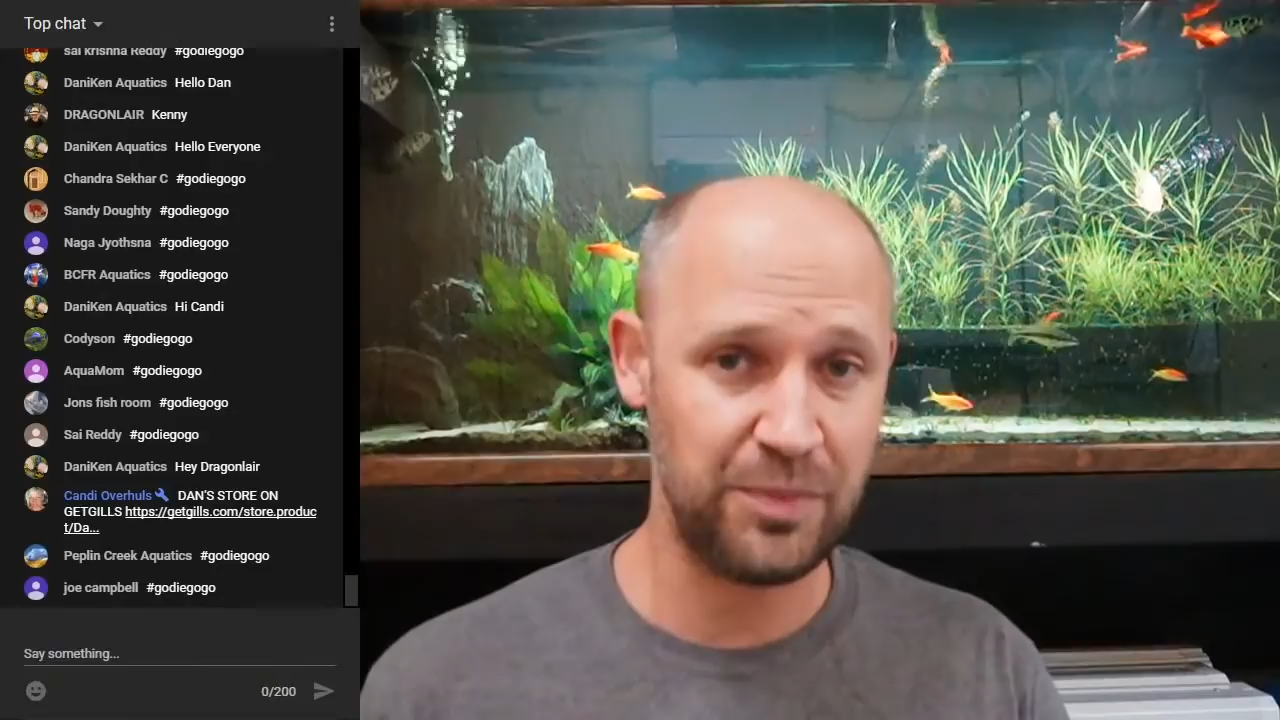 Top chat
sai krishna Reddy #godiegogo
DaniKen Aquatics Hello Dan
DRAGONLAIR Kenny
DaniKen Aquatics Hello Everyone
Chandra Sekhar C #godiegogo
Sandy Doughty #godiegogo
Naga Jyothsna #godiegogo
BCFR Aquatics #godiegogo
DaniKen Aquatics Hi Candi
Codyson #godiegogo
AquaMom #godiegogo
Jons fish room #godiegogo
Sai Reddy #godiegogo
DaniKen Aquatics Hey Dragonlair
Candi Overhuls DAN'S STORE ON
GETGILLS https://getgills.com/store.produc
t/Da...
Peplin Creek Aquatics #godiegogo
joe campbell #godiegogo
Say something...
0/200